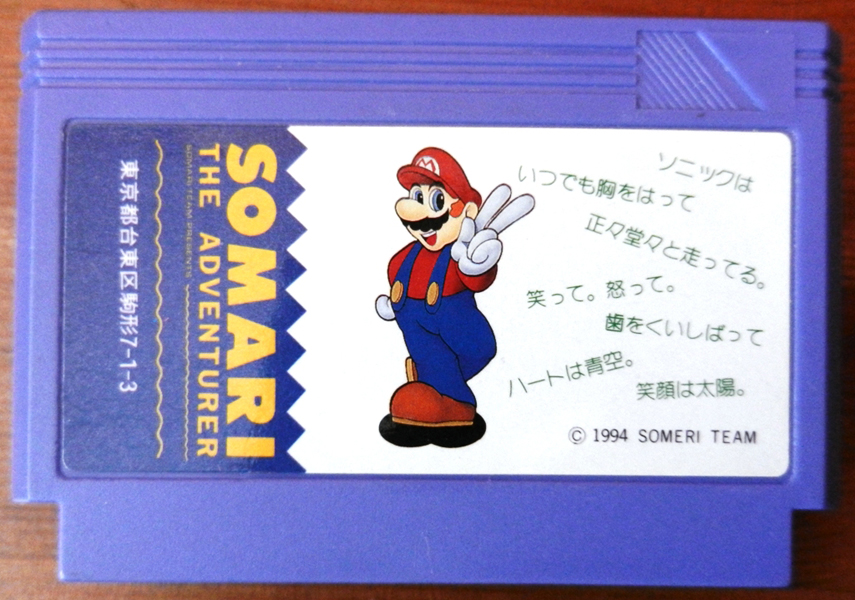 SOMARI
THE ADVENTURER
SOMARI TEAM PRESENTS
東京都台東区駒形7-1-3
M
ソニックは
いつでも胸をはって
正々堂々と走ってる。
笑って。怒って。
歯をくいしばって
ハートは青空。
笑顔は太陽。
© 1994 SOMERI TEAM